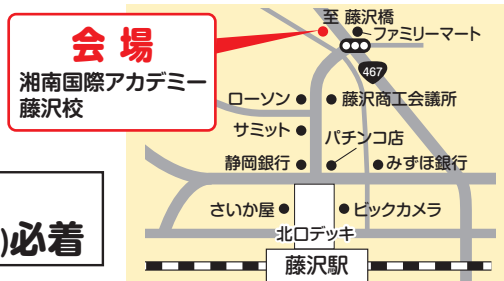 会場
湘南国際アカデミー
藤沢校
至 藤沢橋
ファミリーマート
467
ローソン
藤沢商工会議所
サミット
パチンコ店
静岡銀行
みずほ銀行
さいか屋
ビックカメラ
北口デッキ
藤沢駅
)必着